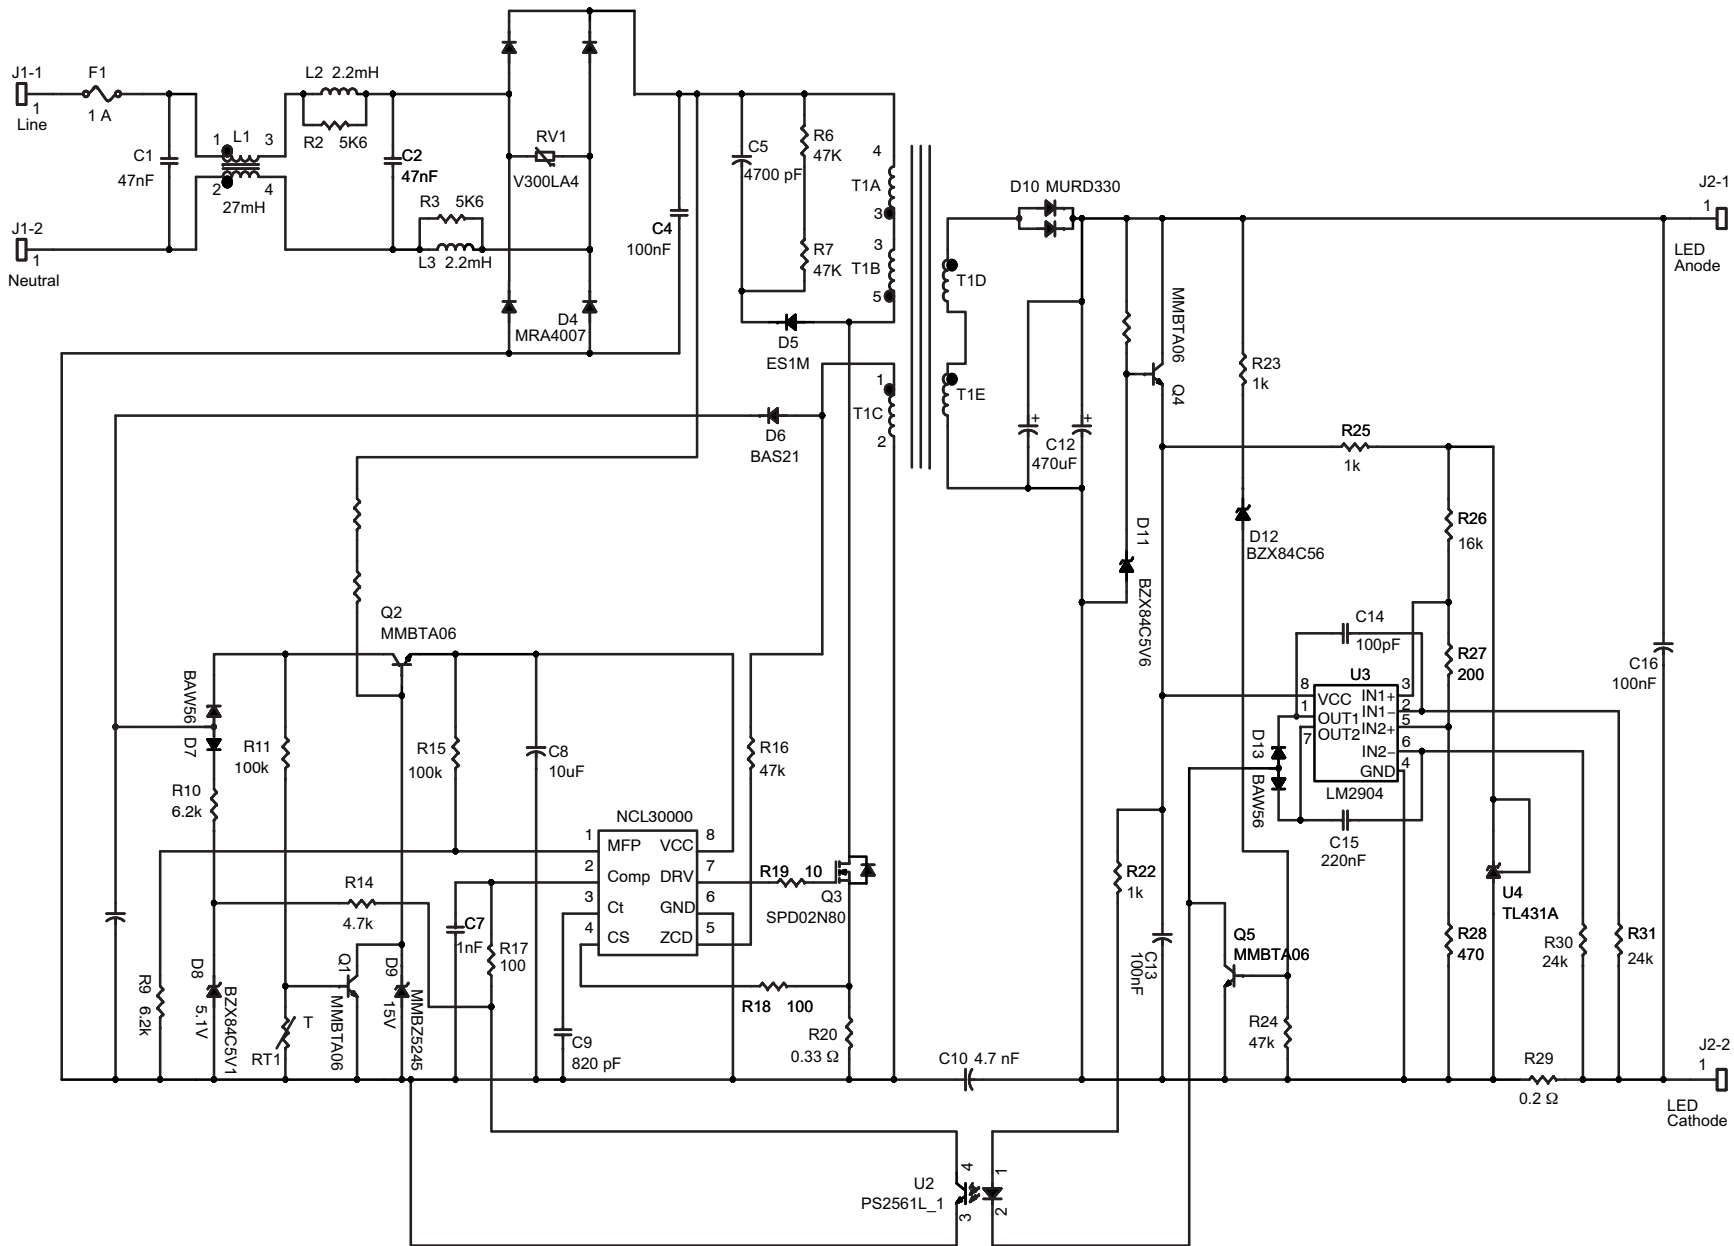 J1-1
1
Line
F1
1 A
C1
47nF
J1-2
1
Neutral
1
L1
3
2
4
27mH
L2 2.2mH
R2 5K6
C2
47nF
R3 5K6
L3 2.2mH
RV1
V300LA4
D4
MRA4007
C4
100nF
C5
4700 pF
R6
47K
R7
47K
D5
ES1M
4
T1A
3
3
T1B
5
1
T1C
2
D6
BAS21
T1D
T1E
D10 MURD330
C12
470uF
MMBTA06
Q4
D11
BZX84C5V6
R23
1k
D12
BZX84C56
R25
1k
R26
16k
R27
200
C14
100pF
U3
8
VCC
1
OUT1
7
OUT2
IN1+
3
IN1−
2
IN2+
5
IN2−
6
GND
4
LM2904
D13
BAW56
C15
220nF
C16
100nF
J2-1
1
LED
Anode
U4
TL431A
R28
470
R30
24k
R31
24k
R22
1k
C13
100nF
Q5
MMBTA06
R24
47k
R29
0.2 Ω
J2-2
1
LED
Cathode
Q2
MMBTA06
BAW56
D7
R11
100k
R10
6.2k
R15
100k
C8
10uF
R16
47k
NCL30000
1
MFP
2
Comp
3
Ct
4
CS
VCC
8
DRV
7
GND
6
ZCD
5
R19 10
Q3
SPD02N80
R14
4.7k
C7
1nF
R17
100
R18 100
R9 6.2k
D8
5.1V
BZX84C5V1
T
RT1
Q1
MMBTA06
D9
15V
MMBZ5245
C9
820 pF
R20
0.33 Ω
C10 4.7 nF
U2
PS2561L_1
4
3
1
2